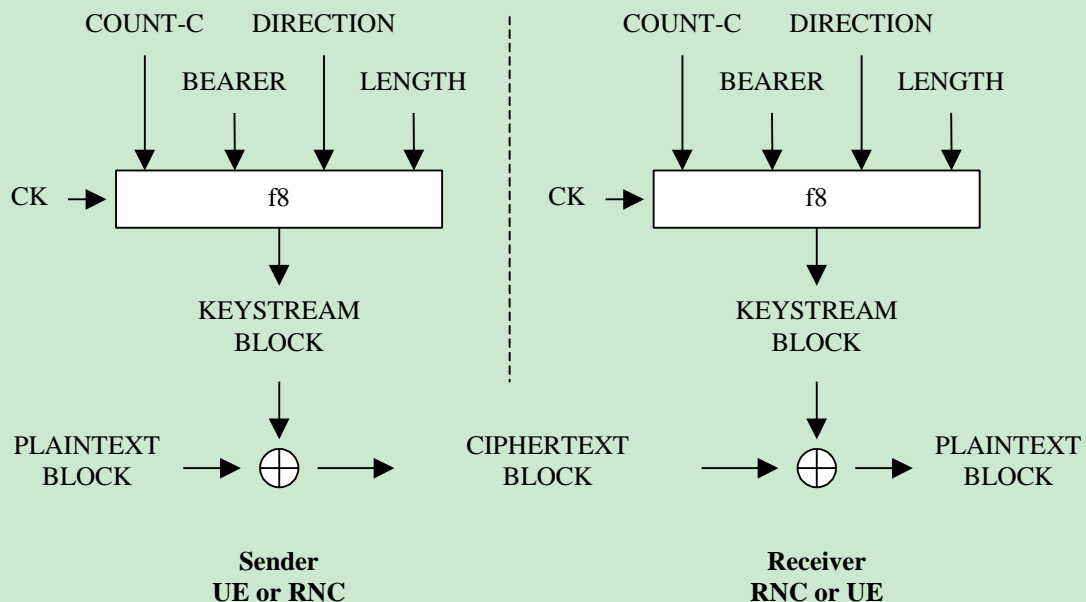 COUNT-C DIRECTION COUNT-C DIRECTION
BEARER LENGTH BEARER LENGTH
CK f8 CK f8
KEYSTREAM KEYSTREAM
BLOCK BLOCK
PLAINTEXT CIPHERTEXT PLAINTEXT
BLOCK BLOCK BLOCK
Sender Receiver
UE or RNC RNC or UE